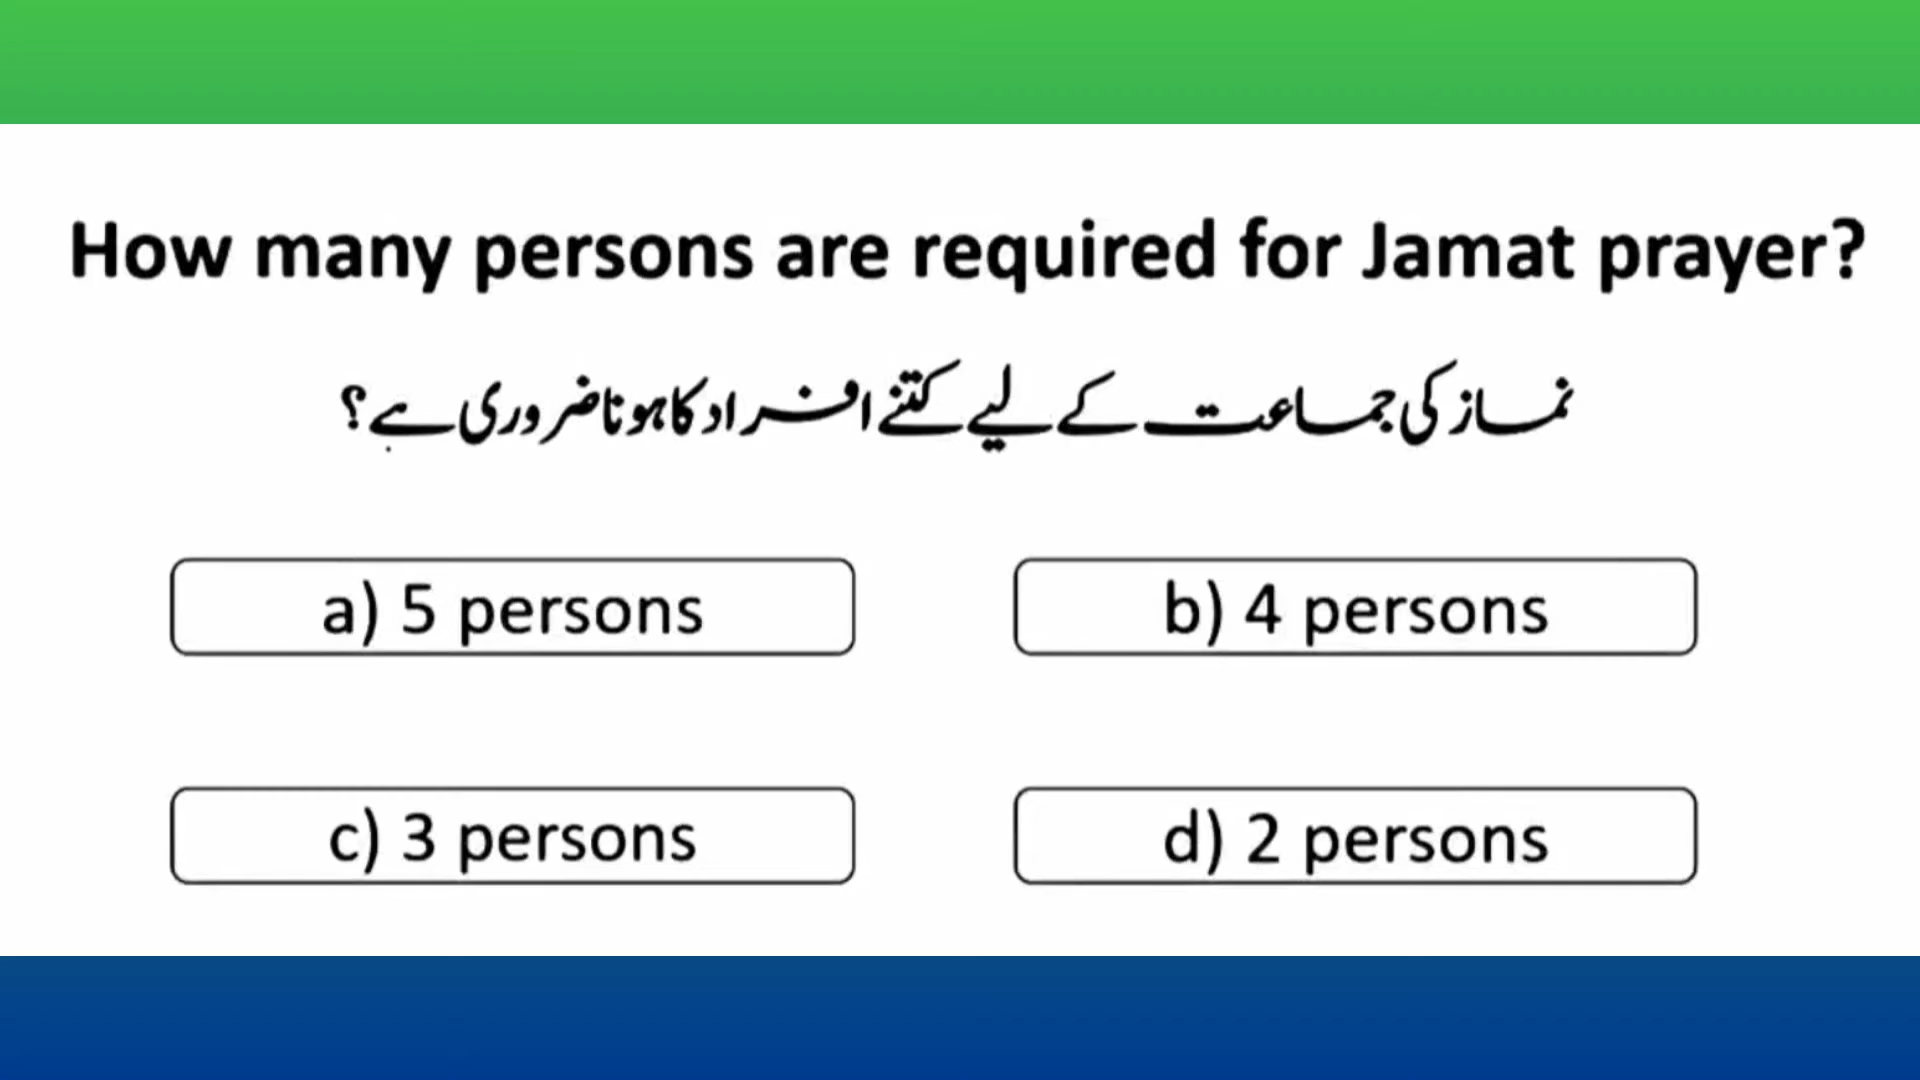 How many persons are required for Jamat prayer?
نماز کی جماعت کے لیے کتنے افراد کا ہونا ضروری ہے؟
a) 5 persons
b) 4 persons
c) 3 persons
d) 2 persons